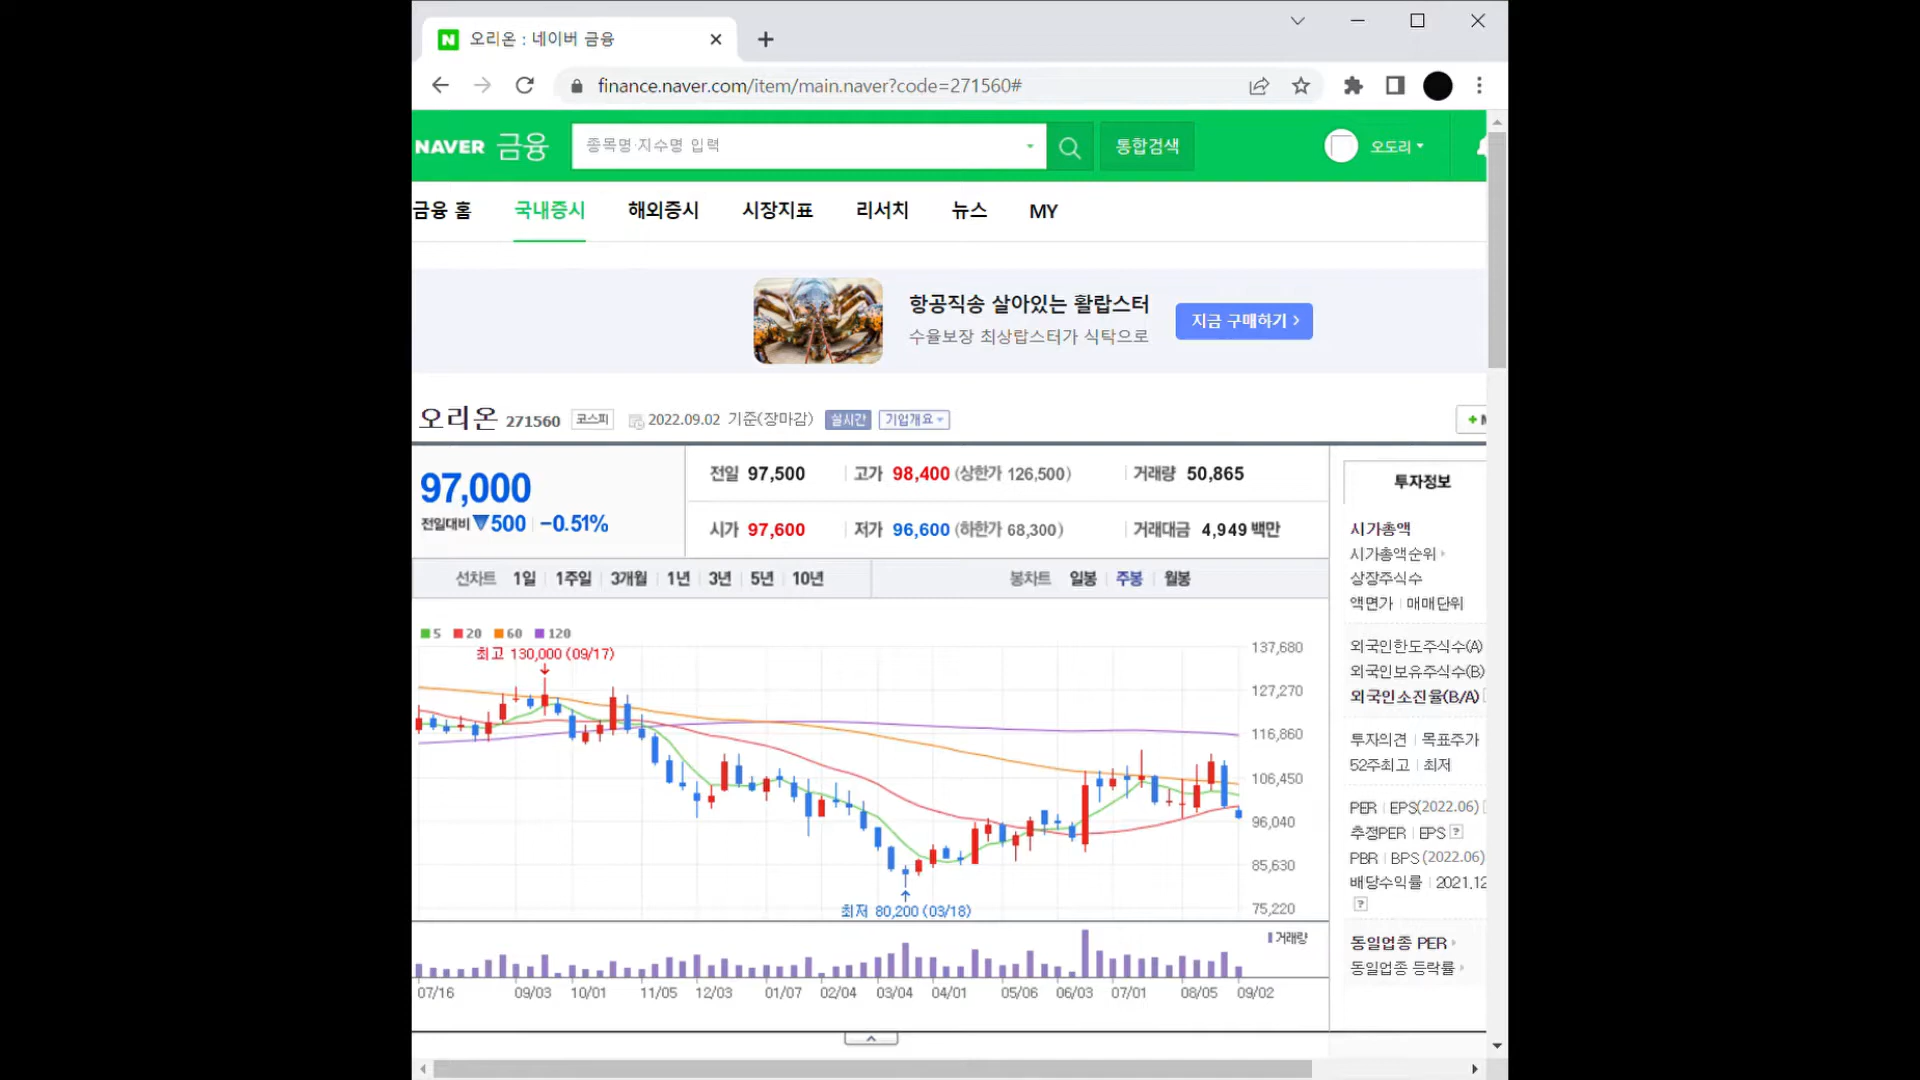 오리온 : 네이버 금융
finance.naver.com/item/main.naver?code=271560#
NAVER 금융
종목명·지수명 입력
통합검색
오도리
금융 홈 국내증시 해외증시 시장지표 리서치 뉴스 MY
항공직송 살아있는 활랍스터
수율보장 최상랍스터가 식탁으로
지금 구매하기 >
오리온 271560 코스피 2022.09.02 기준(장마감) 실시간 기업개요
97,000
전일대비 ▼500 -0.51%
전일 97,500 고가 98,400 (상한가 126,500) 거래량 50,865
시가 97,600 저가 96,600 (하한가 68,300) 거래대금 4,949 백만
선차트 1일 1주일 3개월 1년 3년 5년 10년 봉차트 일봉 주봉 월봉
5 20 60 120
최고 130,000 (09/17)
137,680
127,270
116,860
106,450
96,040
85,630
75,220
최저 80,200 (03/18)
거래량
07/16 09/03 10/01 11/05 12/03 01/07 02/04 03/04 04/01 05/06 06/03 07/01 08/05 09/02
투자정보
시가총액
시가총액순위
상장주식수
액면가 | 매매단위
외국인한도주식수(A)
외국인보유주식수(B)
외국인소진율(B/A)
투자의견 | 목표주가
52주최고 | 최저
PER | EPS(2022.06)
추정PER | EPS ?
PBR | BPS (2022.06)
배당수익률 | 2021.12
?
동일업종 PER
동일업종 등락률